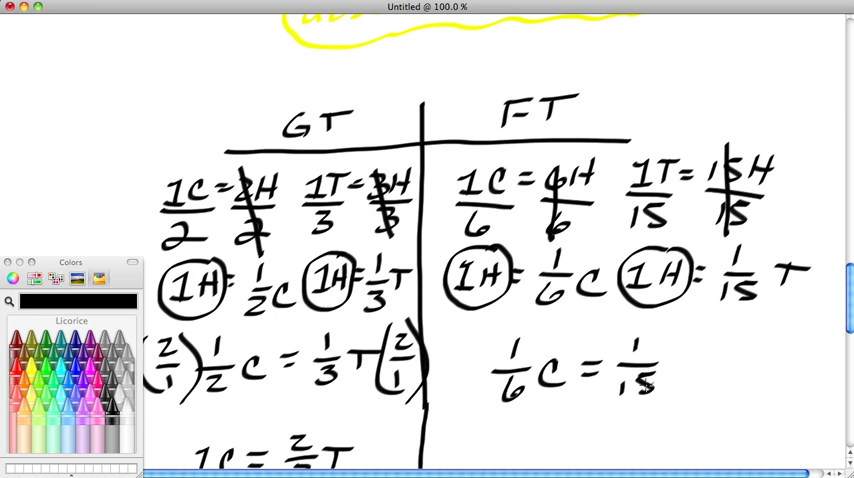 Untitled @ 100.0 %
GT FT
1C/2 = 2H/2 1T/3 = 3H/3 1C/6 = 6H/6 1T/15 = 15H/15
1H = 1/2 C 1H = 1/3 T 1H = 1/6 C 1H = 1/15 T
(2/1) 1/2 C = 1/3 T (2/1) 1/6 C = 1/15
1C = 2/3 T
Colors
Licorice